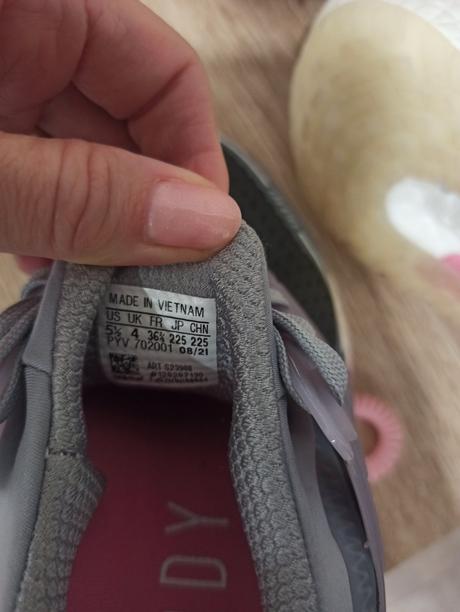 MADE IN VIETNAM
US UK FR JP CHN
5½ 4 36⅔ 225 225
PYV 702001 08/21
DY